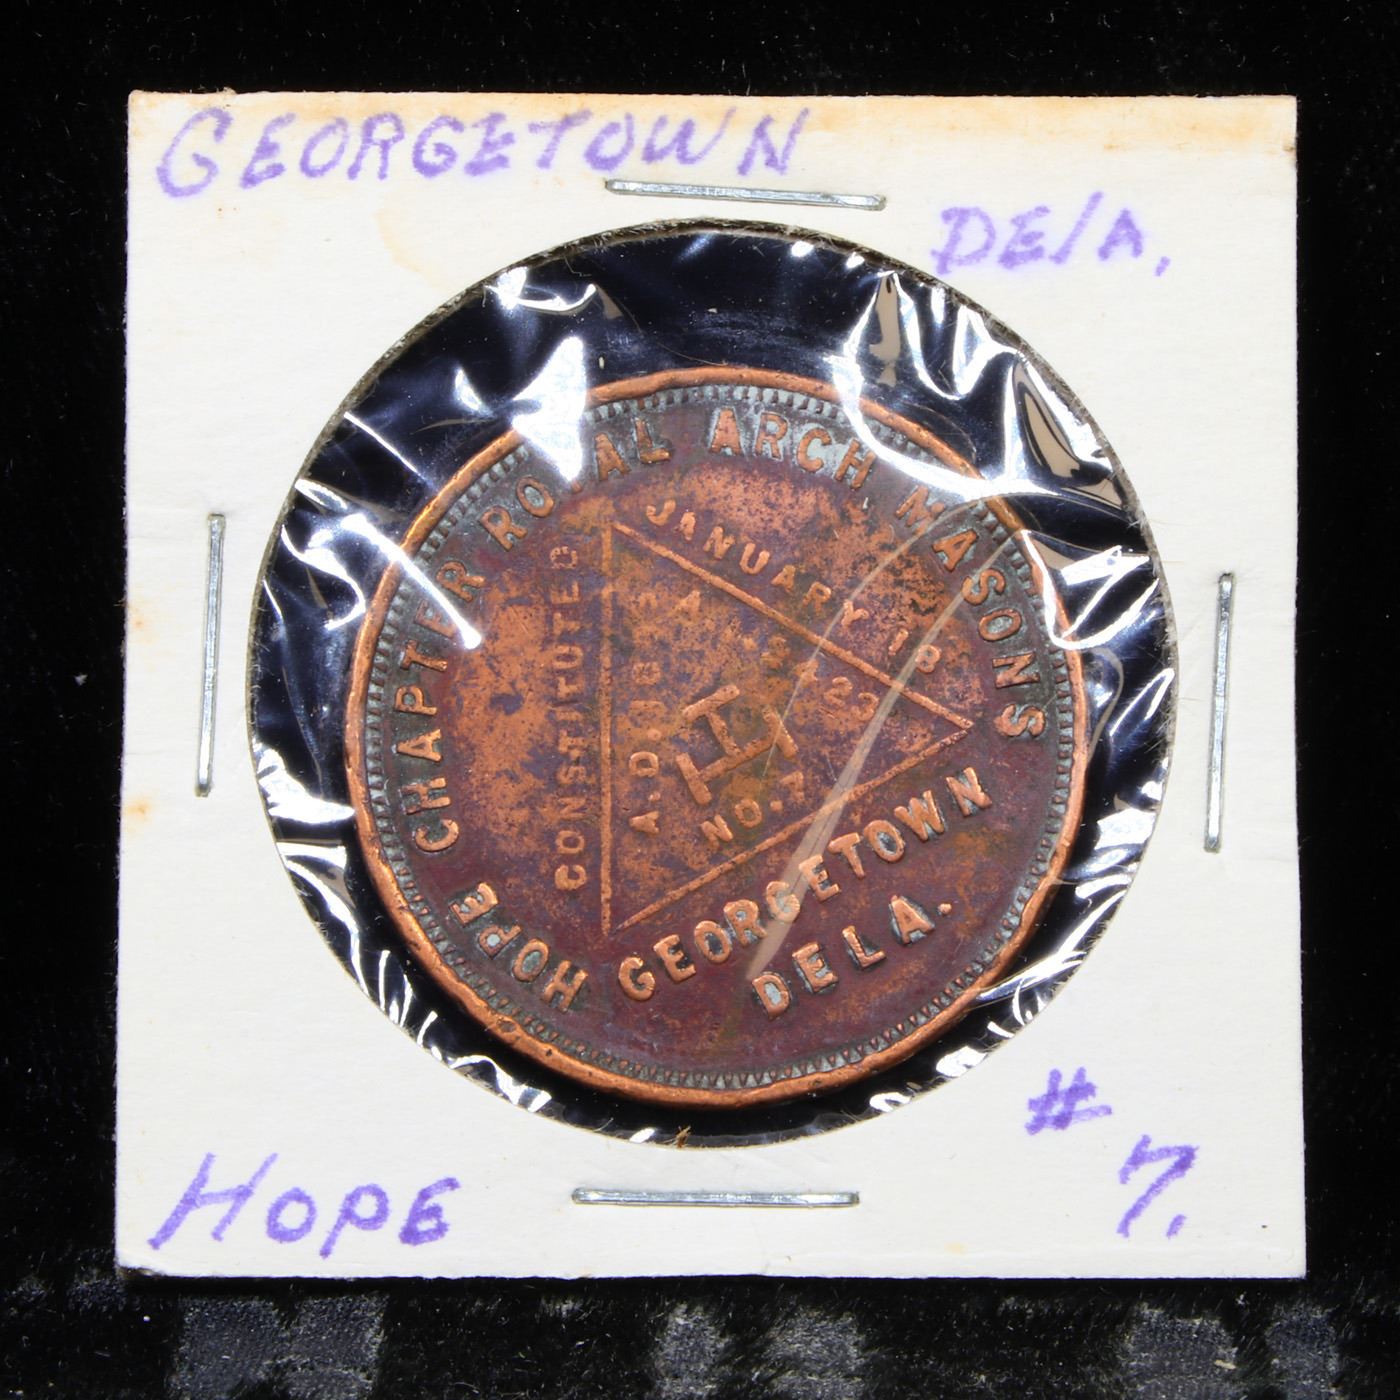 GEORGETOWN
DELA.
HOPE CHAPTER ROYAL ARCH MASONS
CONSTITUTED
JANUARY 18
A.D.
NO.7
GEORGETOWN
DELA.
#
HOPE
7.